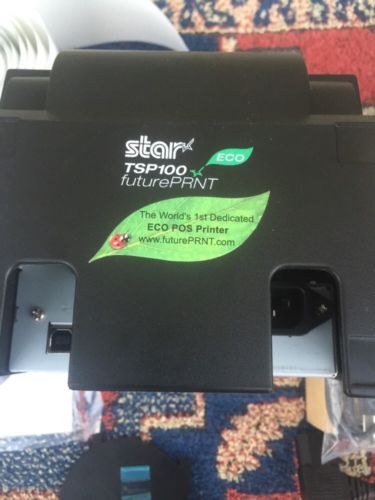 star
ECO
TSP100
futurePRNT
The World's 1st Dedicated
ECO POS Printer
www.futurePRNT.com